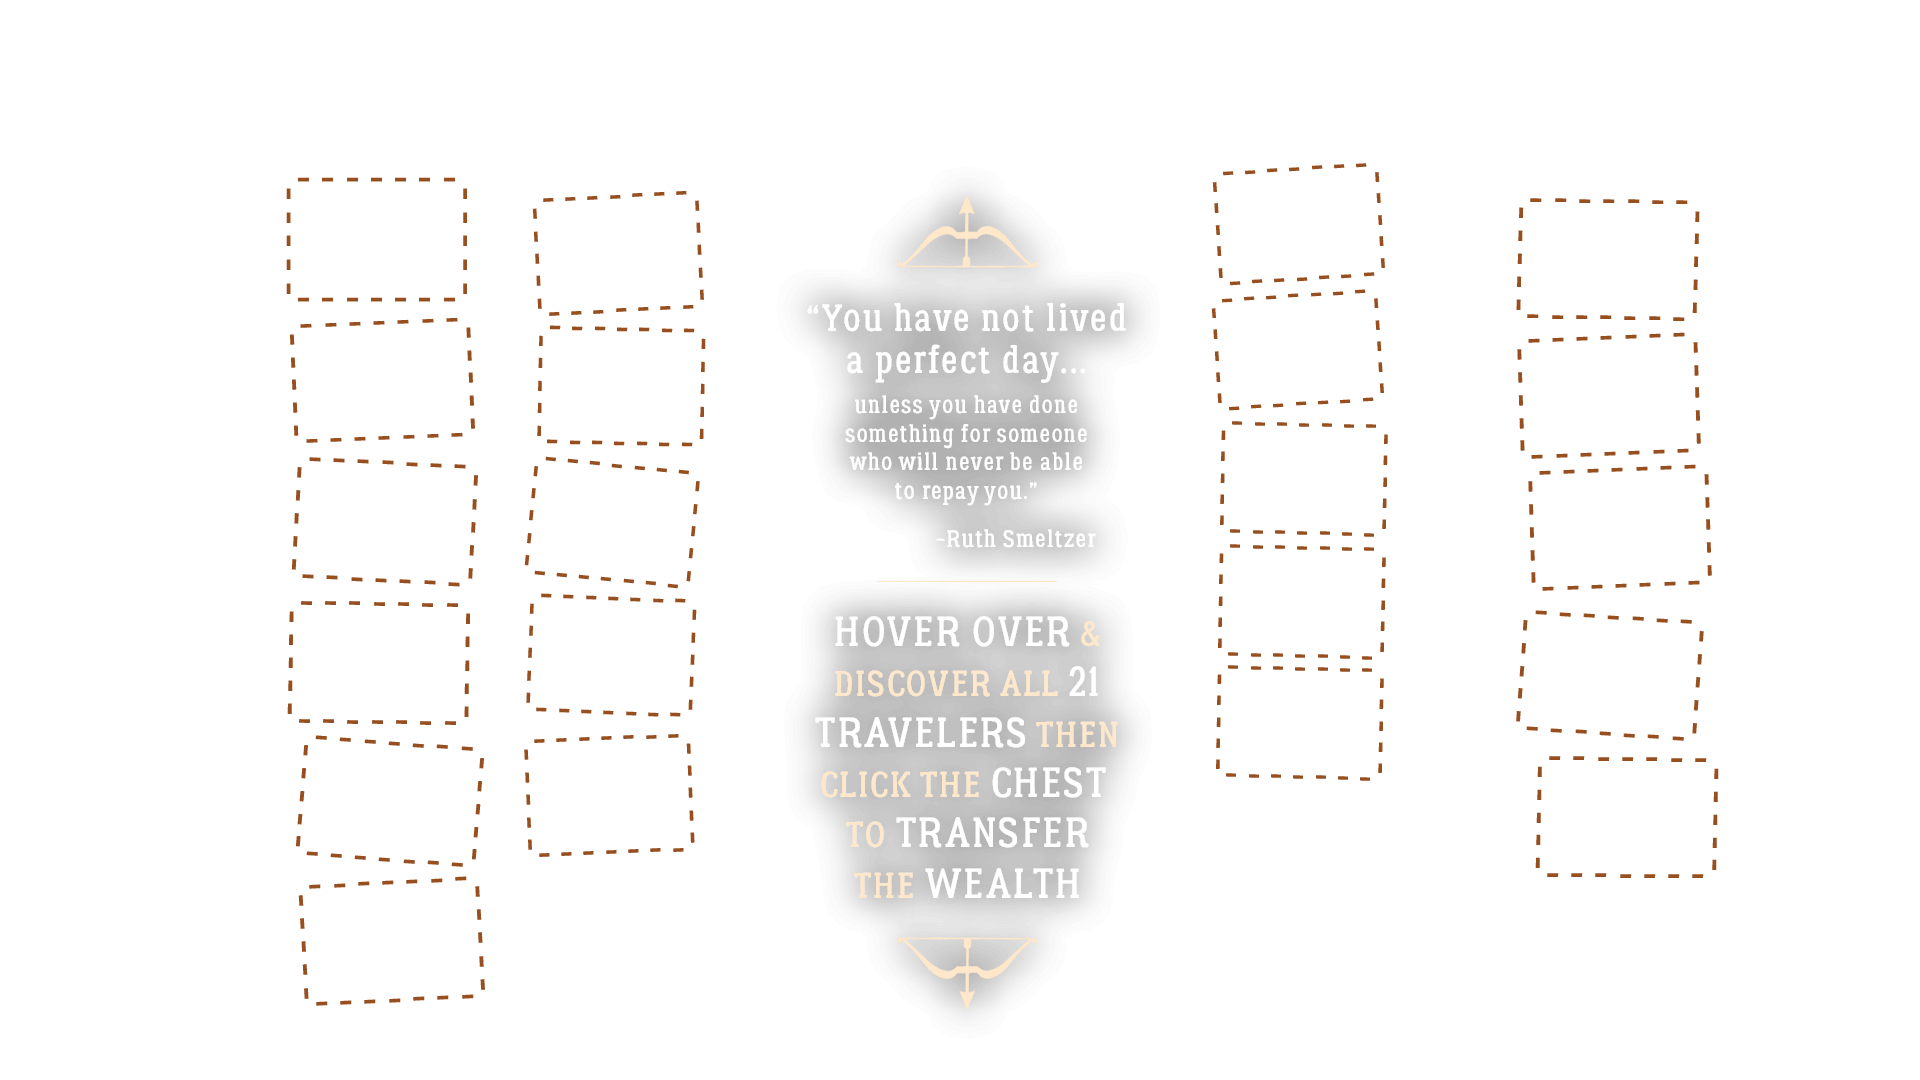 “You have not lived
a perfect day...
unless you have done
something for someone
who will never be able
to repay you.”
-Ruth Smeltzer
HOVER OVER &
DISCOVER ALL 21
TRAVELERS THEN
CLICK THE CHEST
TO TRANSFER
THE WEALTH